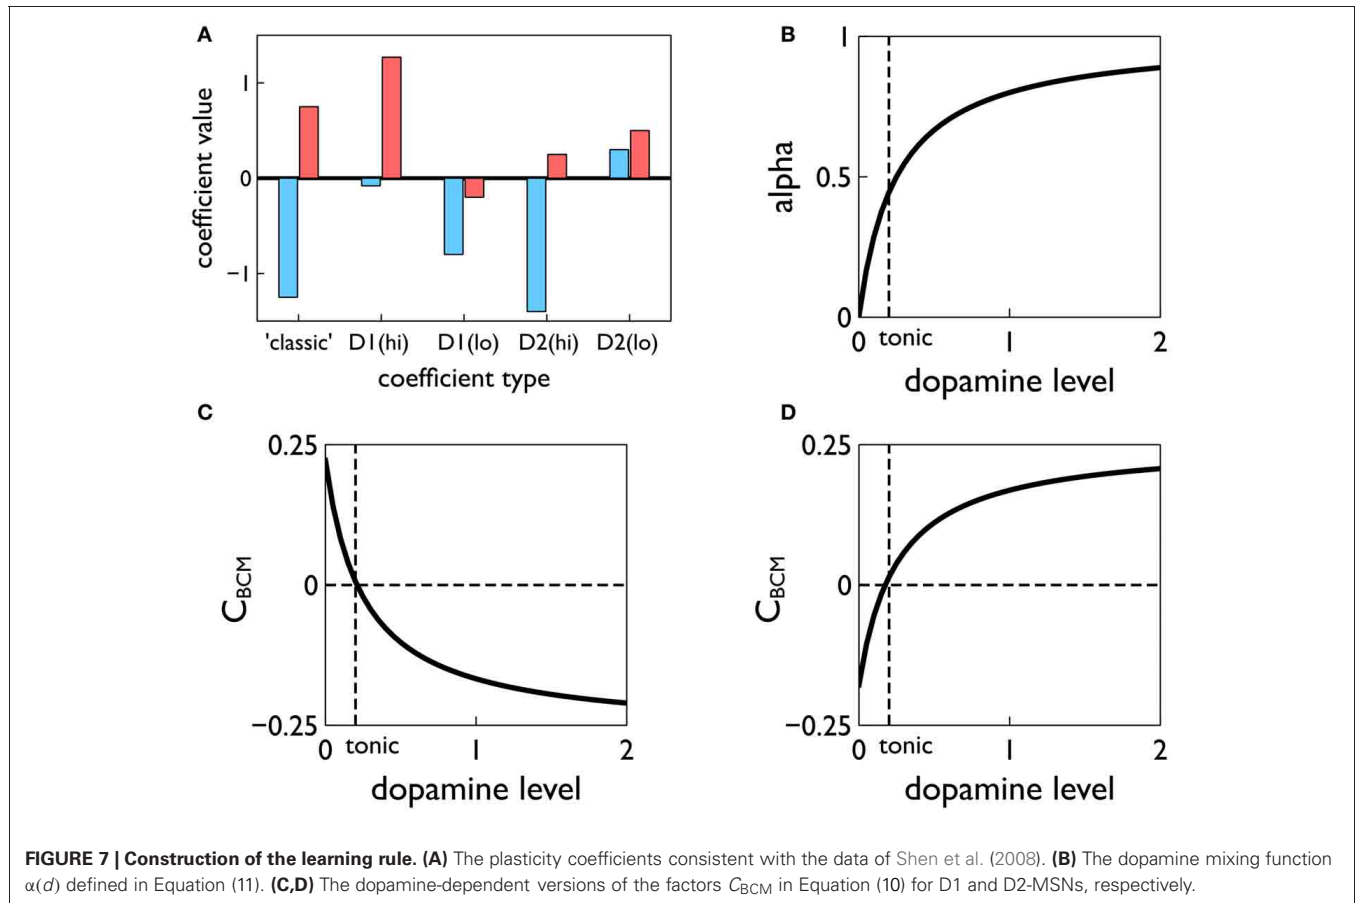 A
coefficient value
1
0
−1
'classic' D1(hi) D1(lo) D2(hi) D2(lo)
coefficient type
B
alpha
1
0.5
0
0 tonic 1 2
dopamine level
C
C_BCM
0.25
0
−0.25
0 tonic 1 2
dopamine level
D
C_BCM
0.25
0
−0.25
0 tonic 1 2
dopamine level
FIGURE 7 | Construction of the learning rule. (A) The plasticity coefficients consistent with the data of Shen et al. (2008). (B) The dopamine mixing function
α(d) defined in Equation (11). (C,D) The dopamine-dependent versions of the factors C_BCM in Equation (10) for D1 and D2-MSNs, respectively.